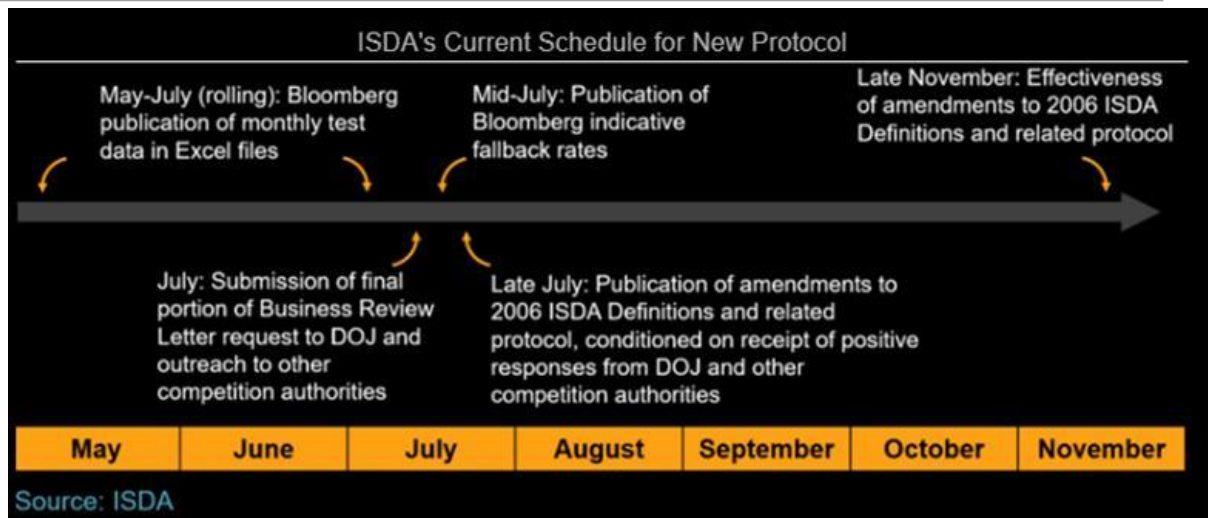 ISDA's Current Schedule for New Protocol
May-July (rolling): Bloomberg
publication of monthly test
data in Excel files
Mid-July: Publication of
Bloomberg indicative
fallback rates
Late November: Effectiveness
of amendments to 2006 ISDA
Definitions and related protocol
July: Submission of final
portion of Business Review
Letter request to DOJ and
outreach to other
competition authorities
Late July: Publication of amendments to
2006 ISDA Definitions and related
protocol, conditioned on receipt of positive
responses from DOJ and other
competition authorities
May June July August September October November
Source: ISDA